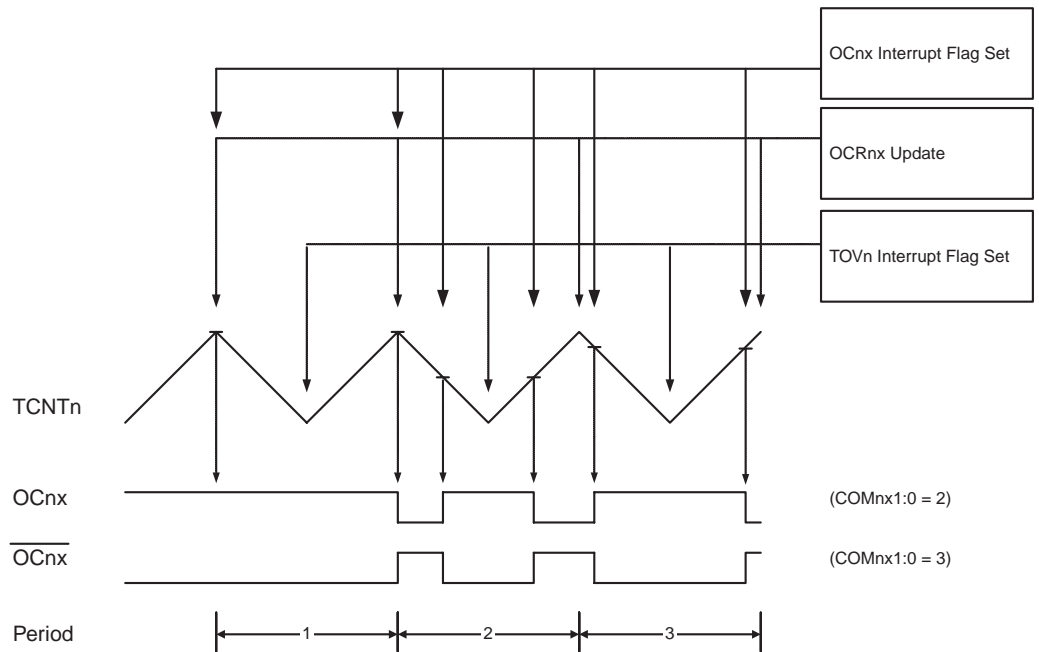 OCnx Interrupt Flag Set
OCRnx Update
TOVn Interrupt Flag Set
TCNTn
OCnx
(COMnx1:0 = 2)
OCnx
(COMnx1:0 = 3)
Period
1
2
3